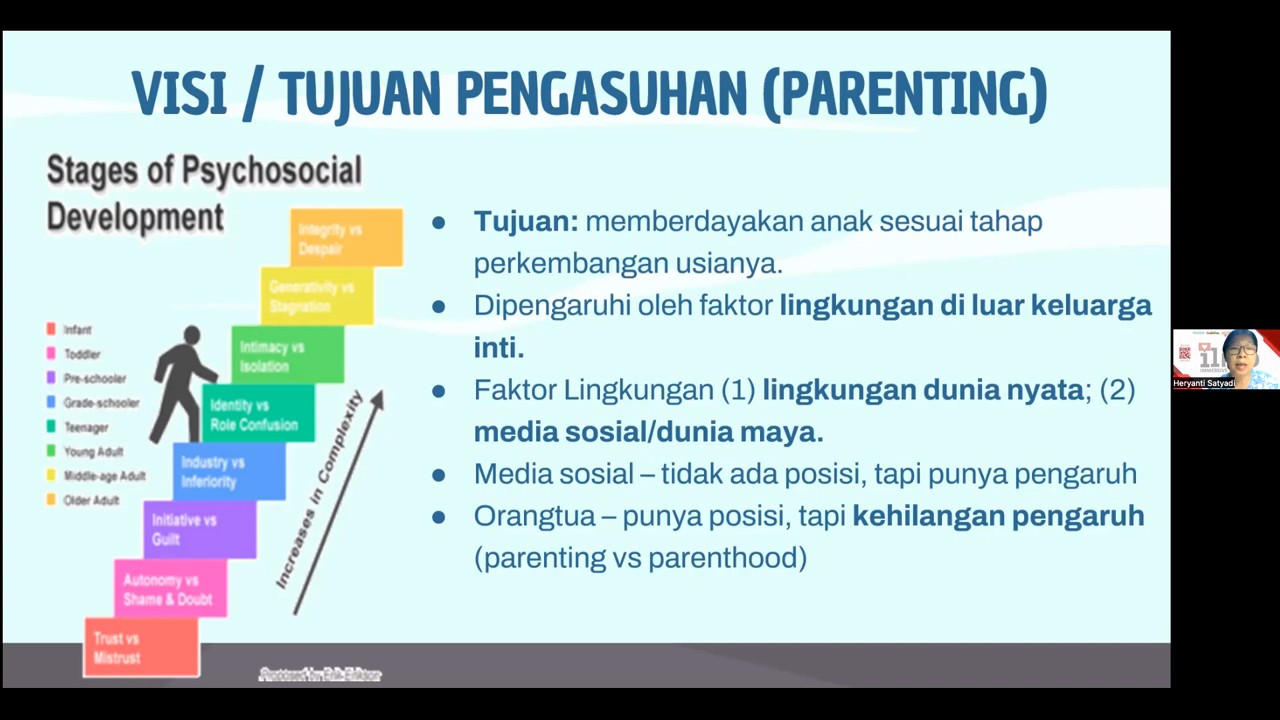 VISI / TUJUAN PENGASUHAN (PARENTING)
Stages of Psychosocial
Development
Integrity vs
Despair
Generativity vs
Stagnation
Intimacy vs
Isolation
Identity vs
Role Confusion
Industry vs
Inferiority
Initiative vs
Guilt
Autonomy vs
Shame & Doubt
Trust vs
Mistrust
Infant
Toddler
Pre-schooler
Grade-schooler
Teenager
Young Adult
Middle-age Adult
Older Adult
Increases in Complexity
Proposed by Erik Erikson
● Tujuan: memberdayakan anak sesuai tahap
perkembangan usianya.
● Dipengaruhi oleh faktor lingkungan di luar keluarga
inti.
● Faktor Lingkungan (1) lingkungan dunia nyata; (2)
media sosial/dunia maya.
● Media sosial – tidak ada posisi, tapi punya pengaruh
● Orangtua – punya posisi, tapi kehilangan pengaruh
(parenting vs parenthood)
Heryanti Satyadi